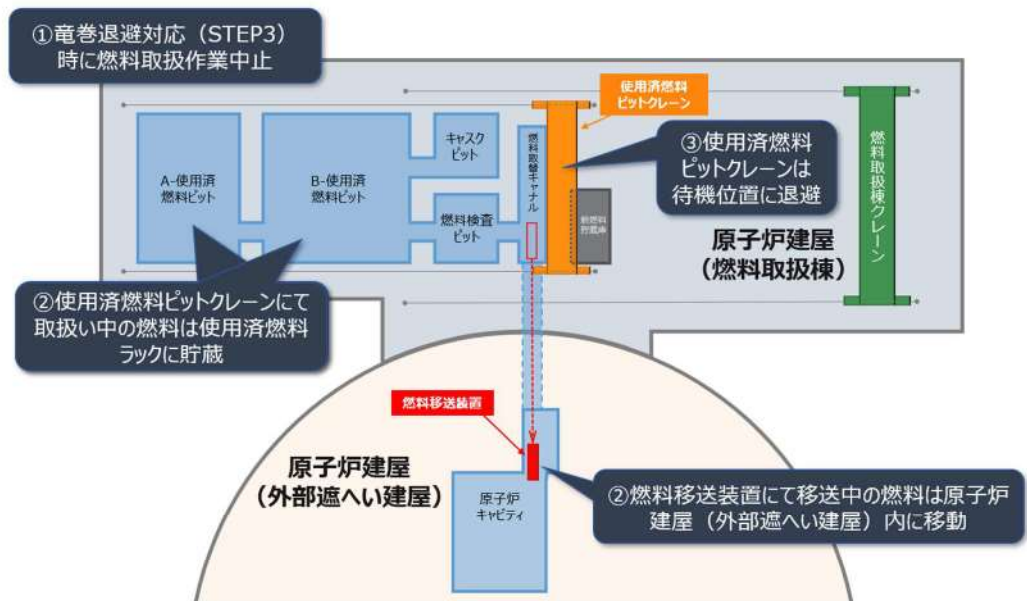 ①竜巻退避対応（STEP3）
時に燃料取扱作業中止
使用済燃料
ピットクレーン
A-使用済
燃料ピット
B-使用済
燃料ピット
キャスク
ピット
燃料検査
ピット
燃料取替キャナル
③使用済燃料
ピットクレーンは
待機位置に退避
新燃料
貯蔵庫
燃料取扱棟クレーン
原子炉建屋
（燃料取扱棟）
②使用済燃料ピットクレーンにて
取扱い中の燃料は使用済燃料
ラックに貯蔵
燃料移送装置
原子炉建屋
（外部遮へい建屋）
原子炉
キャビティ
②燃料移送装置にて移送中の燃料は原子炉
建屋（外部遮へい建屋）内に移動